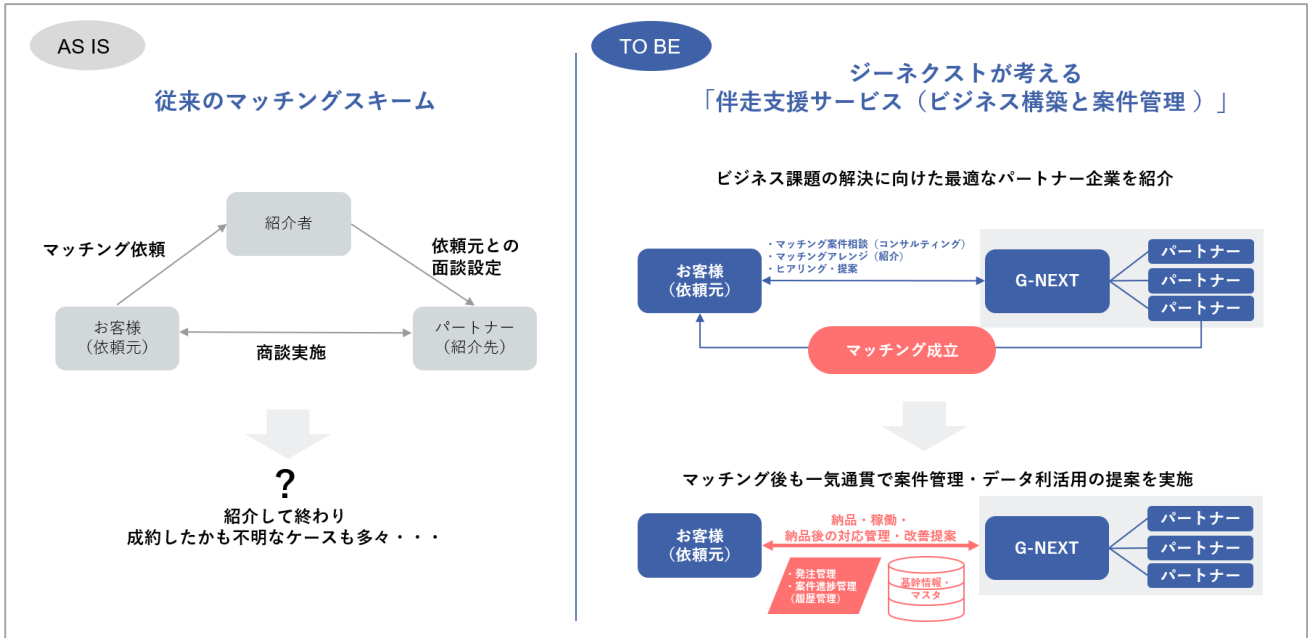 AS IS
従来のマッチングスキーム
紹介者
マッチング依頼
依頼元との
面談設定
お客様
（依頼元）
パートナー
（紹介先）
商談実施
?
紹介して終わり
成約したかも不明なケースも多々・・・
TO BE
ジーネクストが考える
「伴走支援サービス（ビジネス構築と案件管理 ）」
ビジネス課題の解決に向けた最適なパートナー企業を紹介
お客様
（依頼元）
・マッチング案件相談（コンサルティング）
・マッチングアレンジ（紹介）
・ヒアリング・提案
G-NEXT
パートナー
パートナー
パートナー
マッチング成立
マッチング後も一気通貫で案件管理・データ利活用の提案を実施
お客様
（依頼元）
納品・稼働・
納品後の対応管理・改善提案
・発注管理
・案件進捗管理
（履歴管理）
基幹情報・
マスタ
G-NEXT
パートナー
パートナー
パートナー